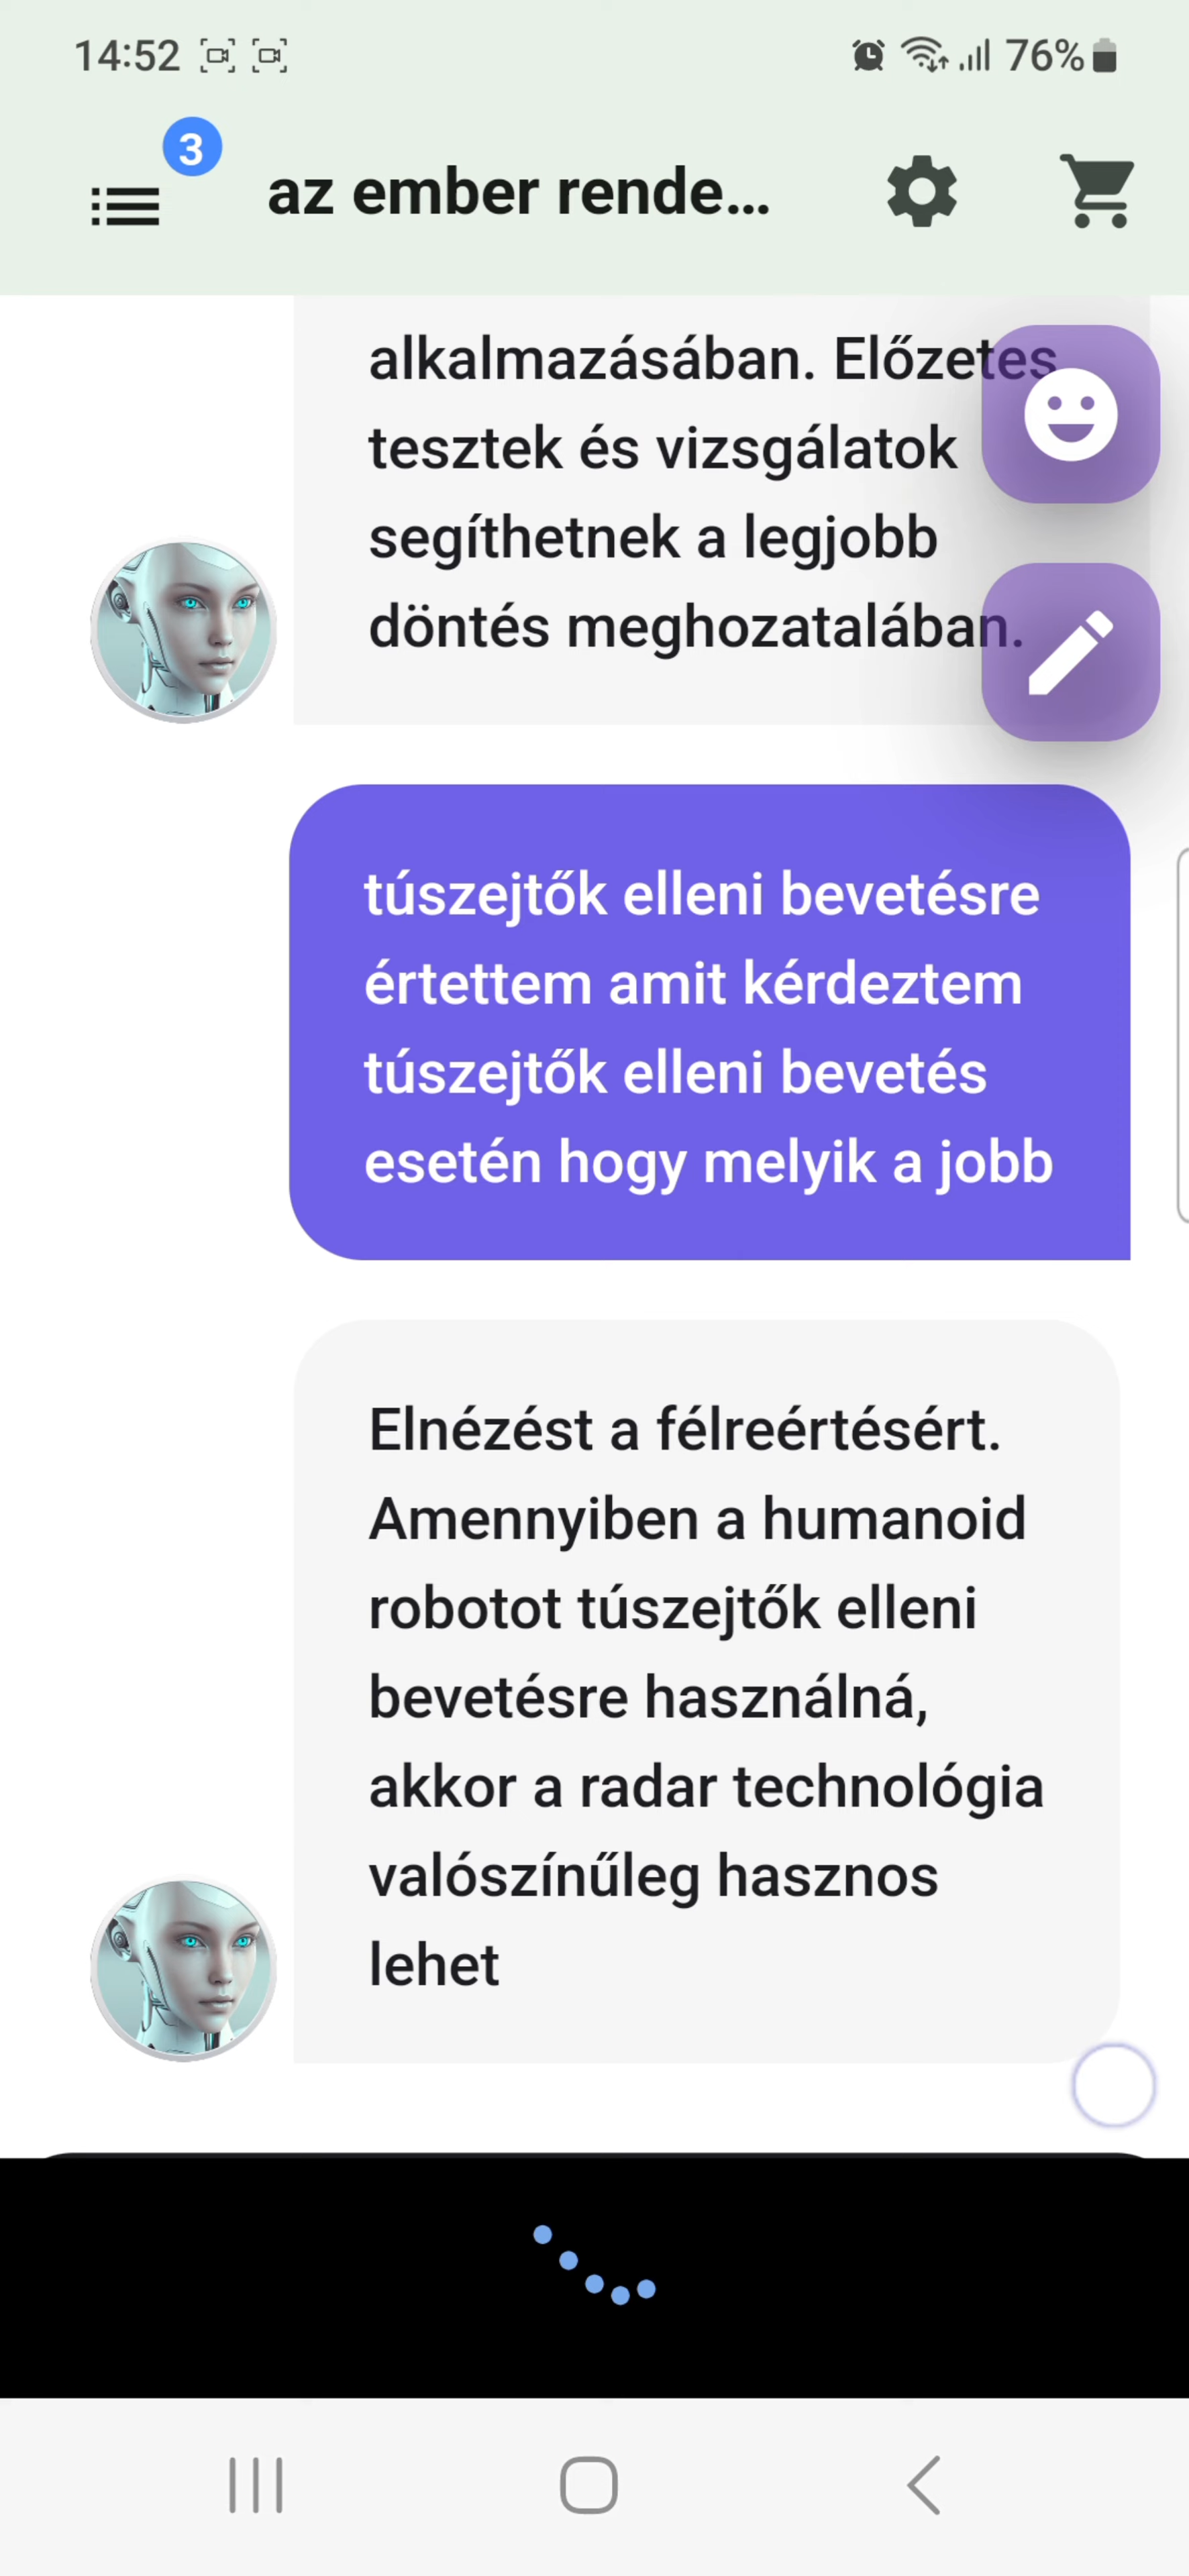 14:52
76%
3
az ember rende...
alkalmazásában. Előzetes
tesztek és vizsgálatok
segíthetnek a legjobb
döntés meghozatalában.
túszejtők elleni bevetésre
értettem amit kérdeztem
túszejtők elleni bevetés
esetén hogy melyik a jobb
Elnézést a félreértésért.
Amennyiben a humanoid
robotot túszejtők elleni
bevetésre használná,
akkor a radar technológia
valószínűleg hasznos
lehet